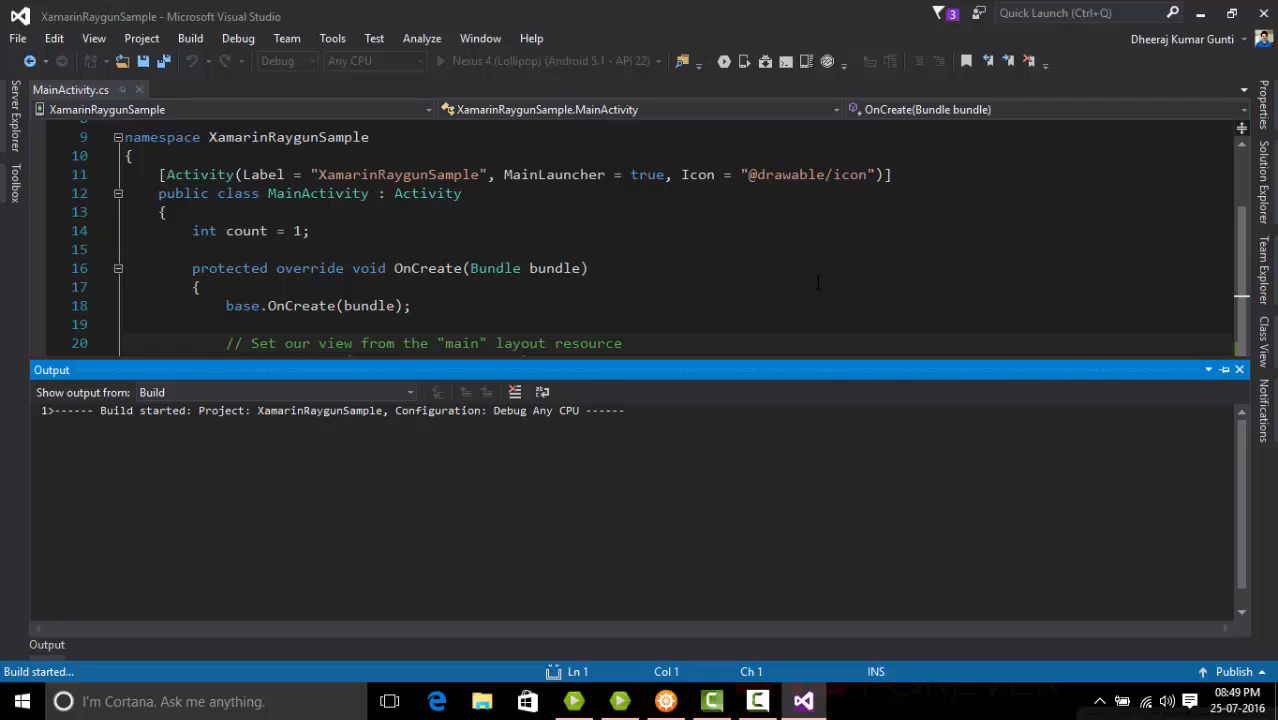 XamarinRaygunSample - Microsoft Visual Studio
3
Quick Launch (Ctrl+Q)
File Edit View Project Build Debug Team Tools Test Analyze Window Help
Dheeraj Kumar Gunti
Debug Any CPU Nexus 4 (Lollipop) (Android 5.1 - API 22)
MainActivity.cs
XamarinRaygunSample XamarinRaygunSample.MainActivity OnCreate(Bundle bundle)
Server Explorer
Toolbox
9 namespace XamarinRaygunSample
10 {
11 [Activity(Label = "XamarinRaygunSample", MainLauncher = true, Icon = "@drawable/icon")]
12 public class MainActivity : Activity
13 {
14 int count = 1;
15
16 protected override void OnCreate(Bundle bundle)
17 {
18 base.OnCreate(bundle);
19
20 // Set our view from the "main" layout resource
Properties
Solution Explorer
Team Explorer
Class View
Notifications
Output
Show output from: Build
1>------ Build started: Project: XamarinRaygunSample, Configuration: Debug Any CPU ------
Output
Build started... Ln 1 Col 1 Ch 1 INS Publish
I'm Cortana. Ask me anything.
08:49 PM
25-07-2016